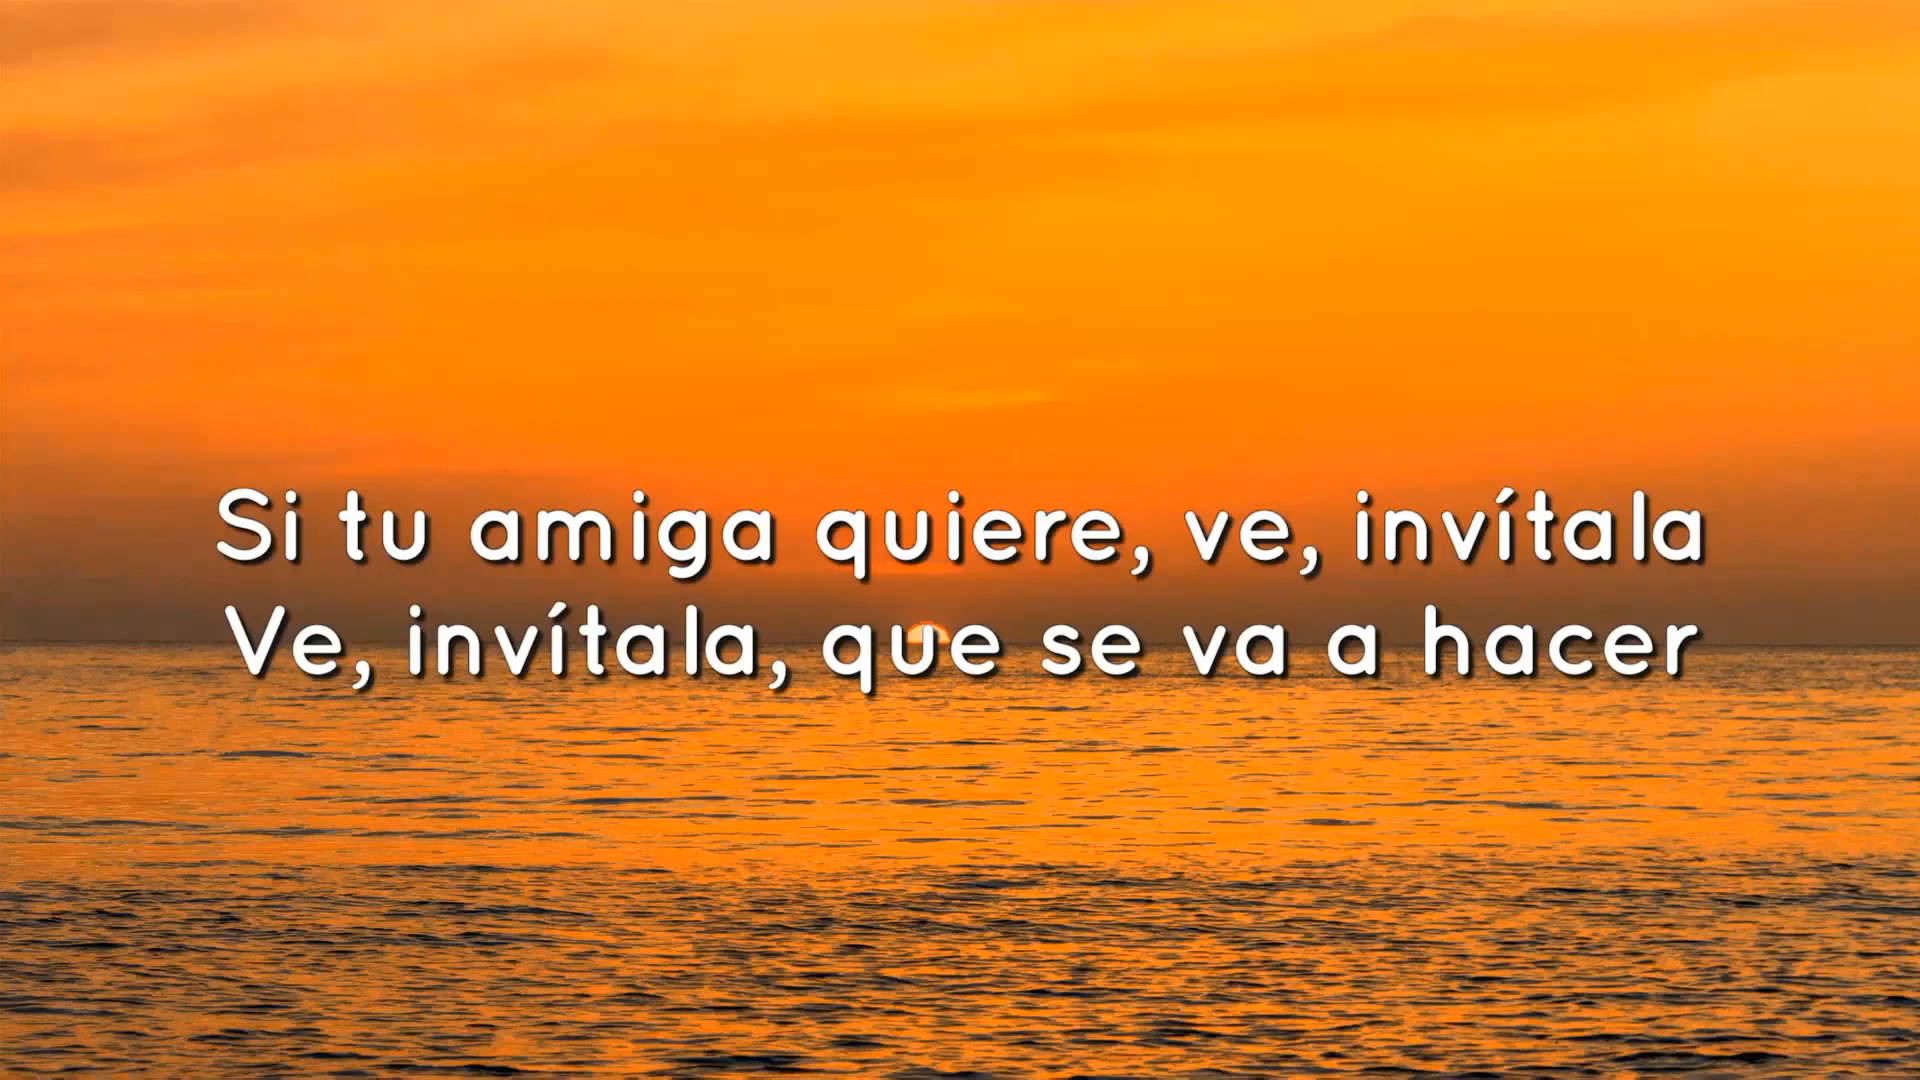 Si tu amiga quiere, ve, invítala
Ve, invítala, que se va a hacer